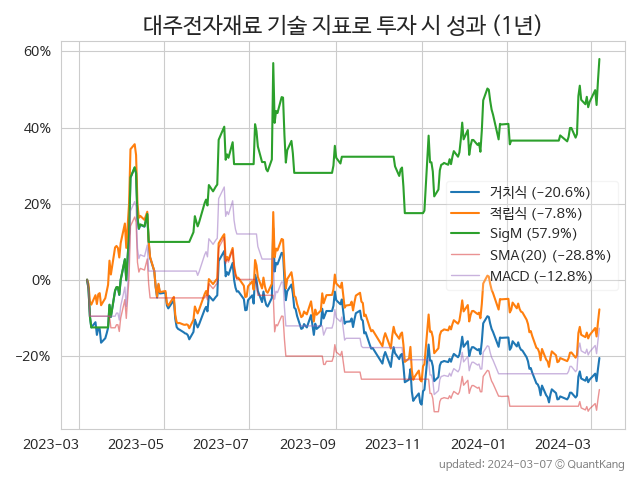 대주전자재료 기술 지표로 투자 시 성과 (1년)
60%
40%
20%
0%
−20%
거치식 (−20.6%)
적립식 (−7.8%)
SigM (57.9%)
SMA(20) (−28.8%)
MACD (−12.8%)
2023-03 2023-05 2023-07 2023-09 2023-11 2024-01 2024-03
updated: 2024-03-07 © QuantKang